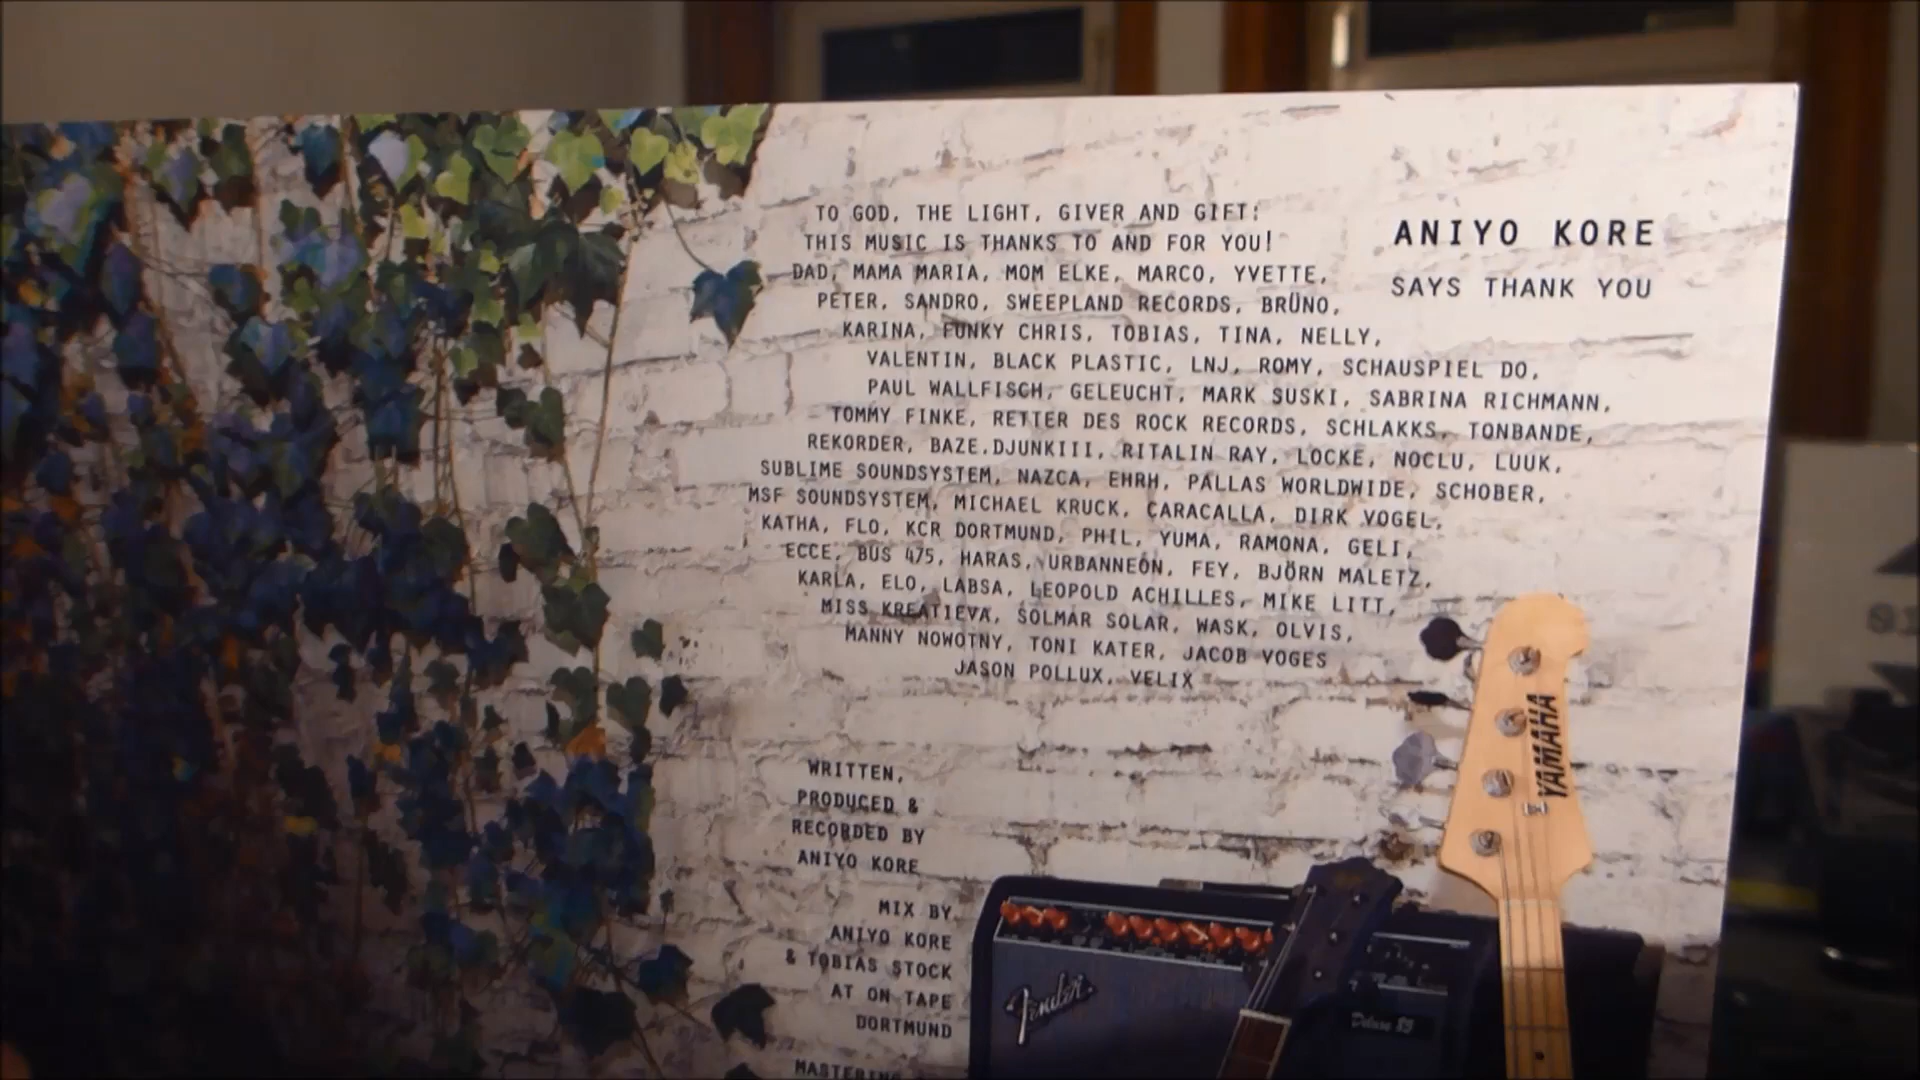 TO GOD, THE LIGHT, GIVER AND GIFT:
THIS MUSIC IS THANKS TO AND FOR YOU!
DAD, MAMA MARIA, MOM ELKE, MARCO, YVETTE,
PETER, SANDRO, SWEEPLAND RECORDS, BRÜNO,
KARINA, FUNKY CHRIS, TOBIAS, TINA, NELLY,
VALENTIN, BLACK PLASTIC, LNJ, ROMY, SCHAUSPIEL DO,
PAUL WALLFISCH, GELEUCHT, MARK SUSKI, SABRINA RICHMANN,
TOMMY FINKE, RETTER DES ROCK RECORDS, SCHLAKKS, TONBANDE,
REKORDER, BAZE.DJUNKIII, RITALIN RAY, LOCKE, NOCLU, LUUK,
SUBLIME SOUNDSYSTEM, NAZCA, EHRH, PALLAS WORLDWIDE, SCHOBER,
MSF SOUNDSYSTEM, MICHAEL KRUCK, CARACALLA, DIRK VOGEL,
KATHA, FLO, KCR DORTMUND, PHIL, YUMA, RAMONA, GELI,
ECCE, BUS 475, HARAS, URBANNEON, FEY, BJÖRN MALETZ,
KARLA, ELO, LABSA, LEOPOLD ACHILLES, MIKE LITT,
MISS KREATIEVA, SOLMAR SOLAR, WASK, OLVIS,
MANNY NOWOTNY, TONI KATER, JACOB VOGES
JASON POLLUX, VELIX
ANIYO KORE
SAYS THANK YOU
WRITTEN,
PRODUCED &
RECORDED BY
ANIYO KORE
MIX BY
ANIYO KORE
& TOBIAS STOCK
AT ON TAPE
DORTMUND
MASTERING
YAMAHA
Fender
Deluxe 85